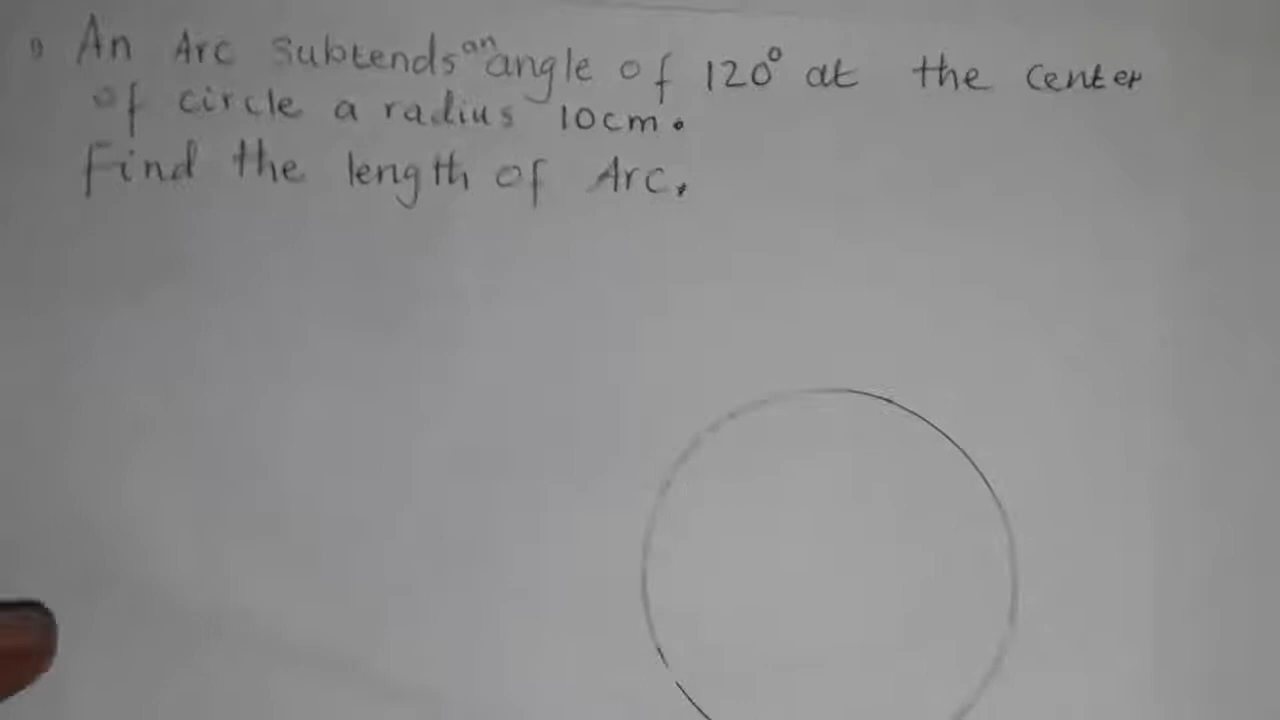 An Arc subtends an angle of 120° at the center
of circle a radius 10cm.
Find the length of Arc.